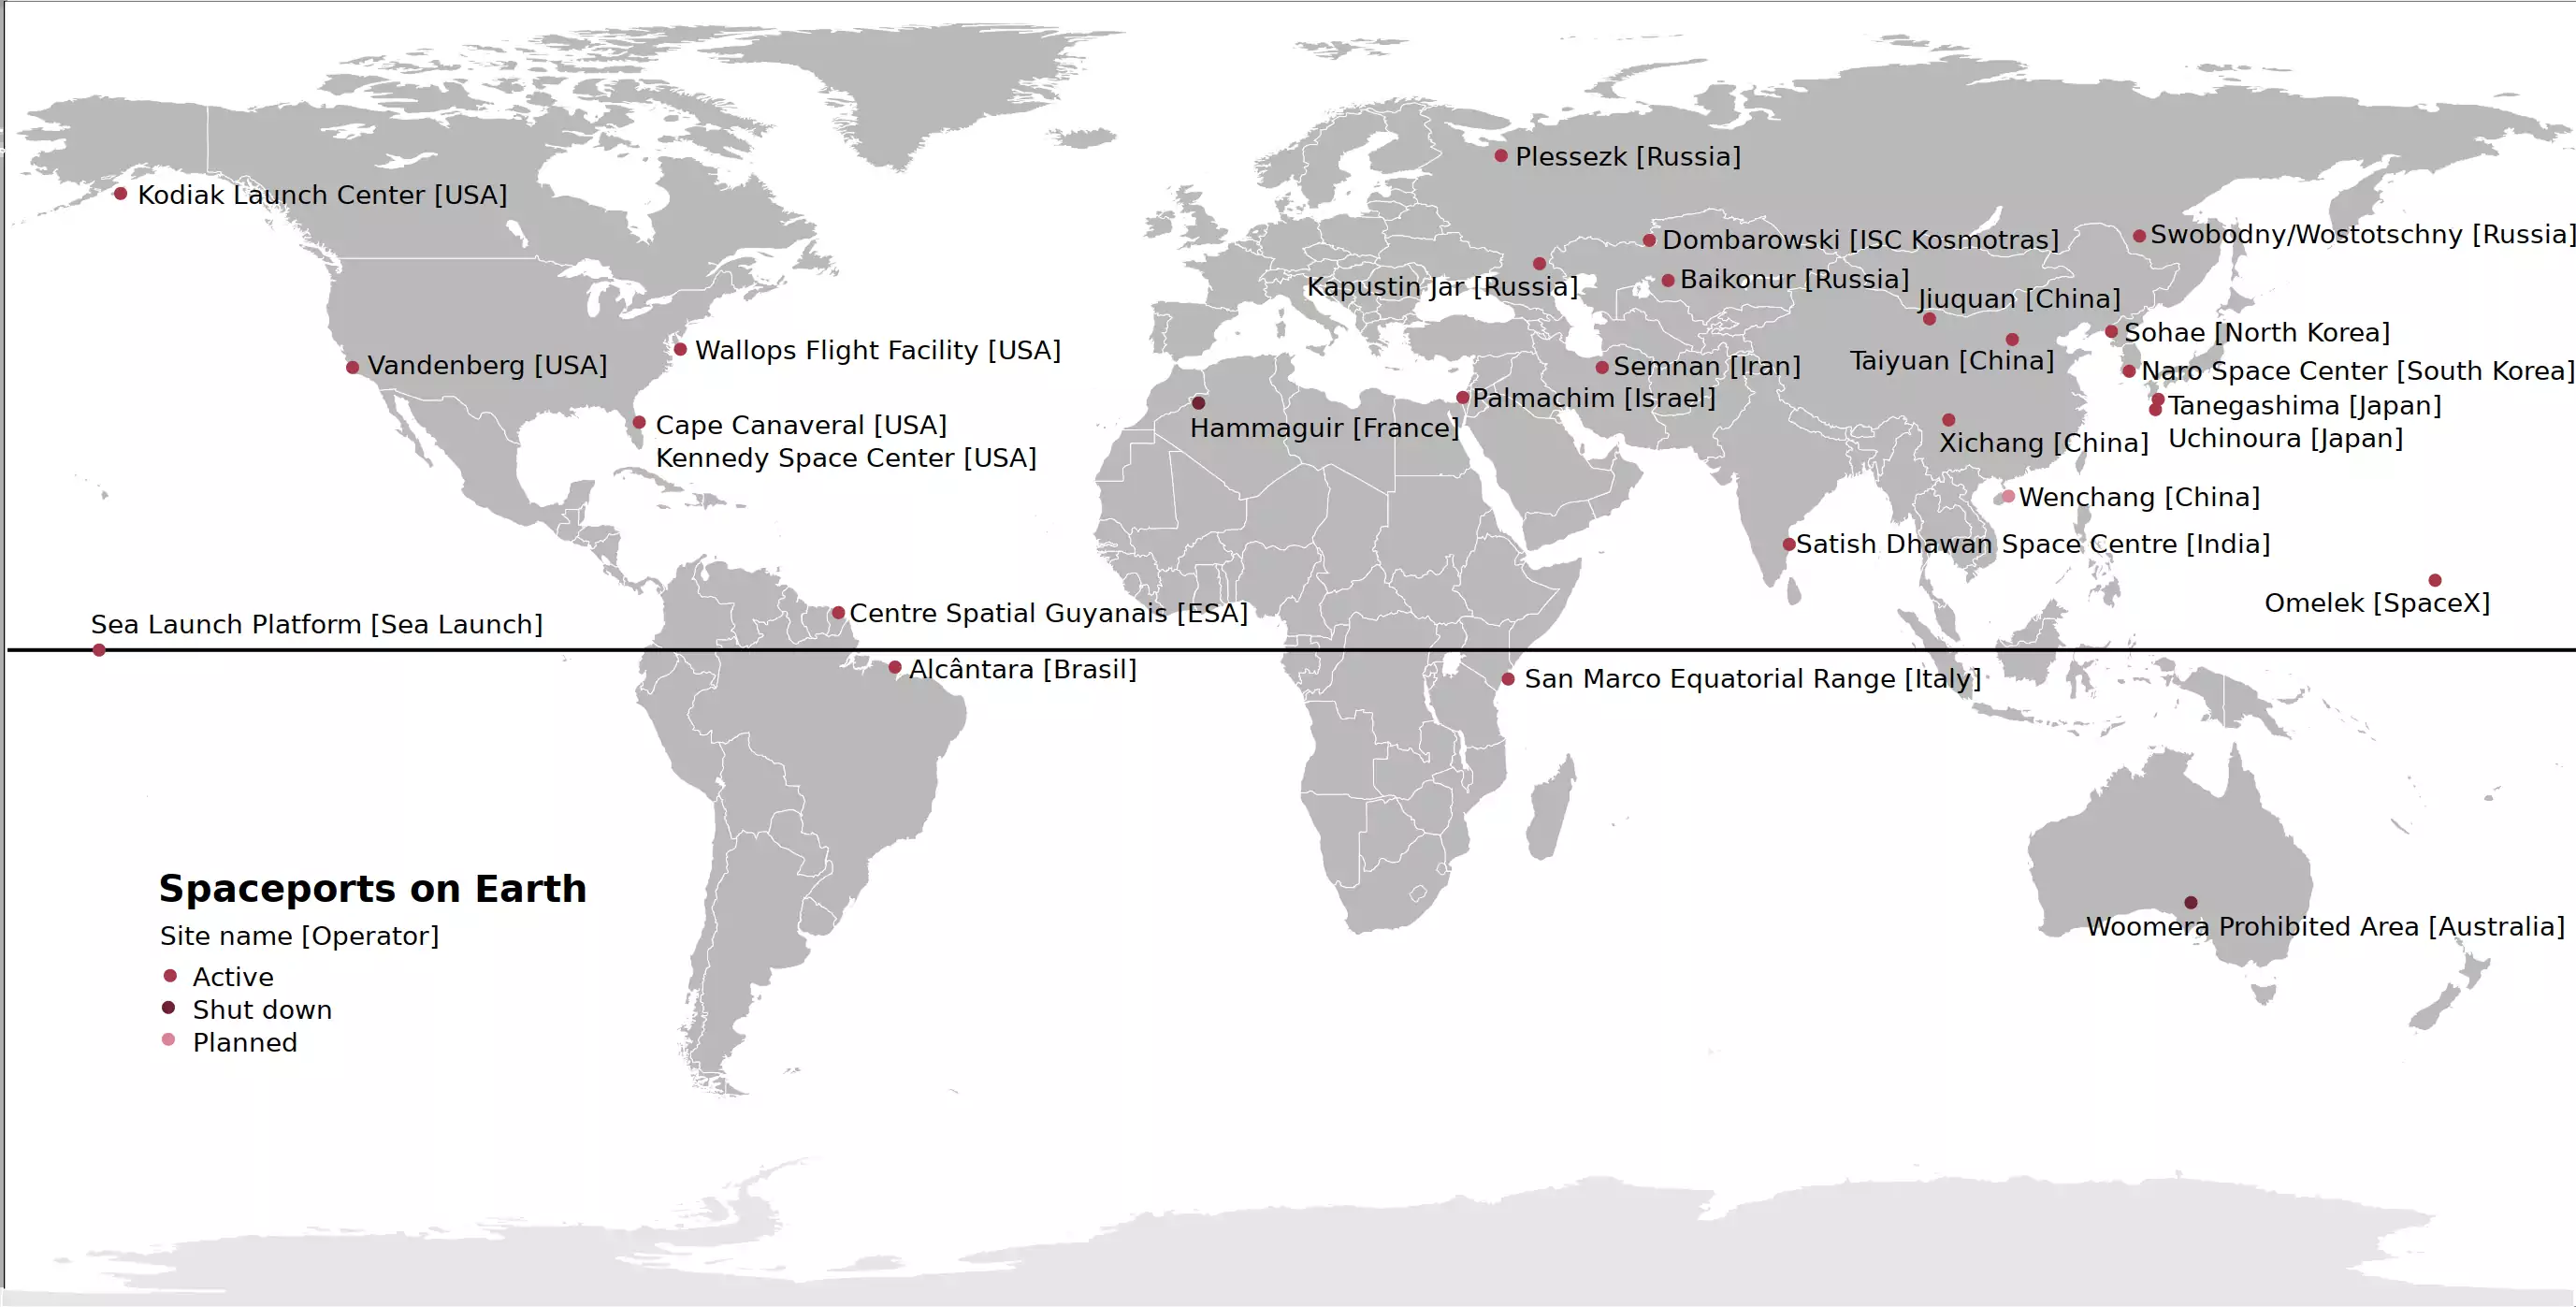 Plessezk [Russia]
Kodiak Launch Center [USA]
Swobodny/Wostotschny [Russia]
Dombarowski [ISC Kosmotras]
Kapustin Jar [Russia]
Baikonur [Russia]
Jiuquan [China]
Sohae [North Korea]
Wallops Flight Facility [USA]
Taiyuan [China]
Vandenberg [USA]
Semnan [Iran]
Naro Space Center [South Korea]
Palmachim [Israel]
Tanegashima [Japan]
Cape Canaveral [USA]
Hammaguir [France]
Uchinoura [Japan]
Xichang [China]
Kennedy Space Center [USA]
Wenchang [China]
Satish Dhawan Space Centre [India]
Omelek [SpaceX]
Centre Spatial Guyanais [ESA]
Sea Launch Platform [Sea Launch]
Alcântara [Brasil]
San Marco Equatorial Range [Italy]
Spaceports on Earth
Site name [Operator]
Active
Shut down
Planned
Woomera Prohibited Area [Australia]